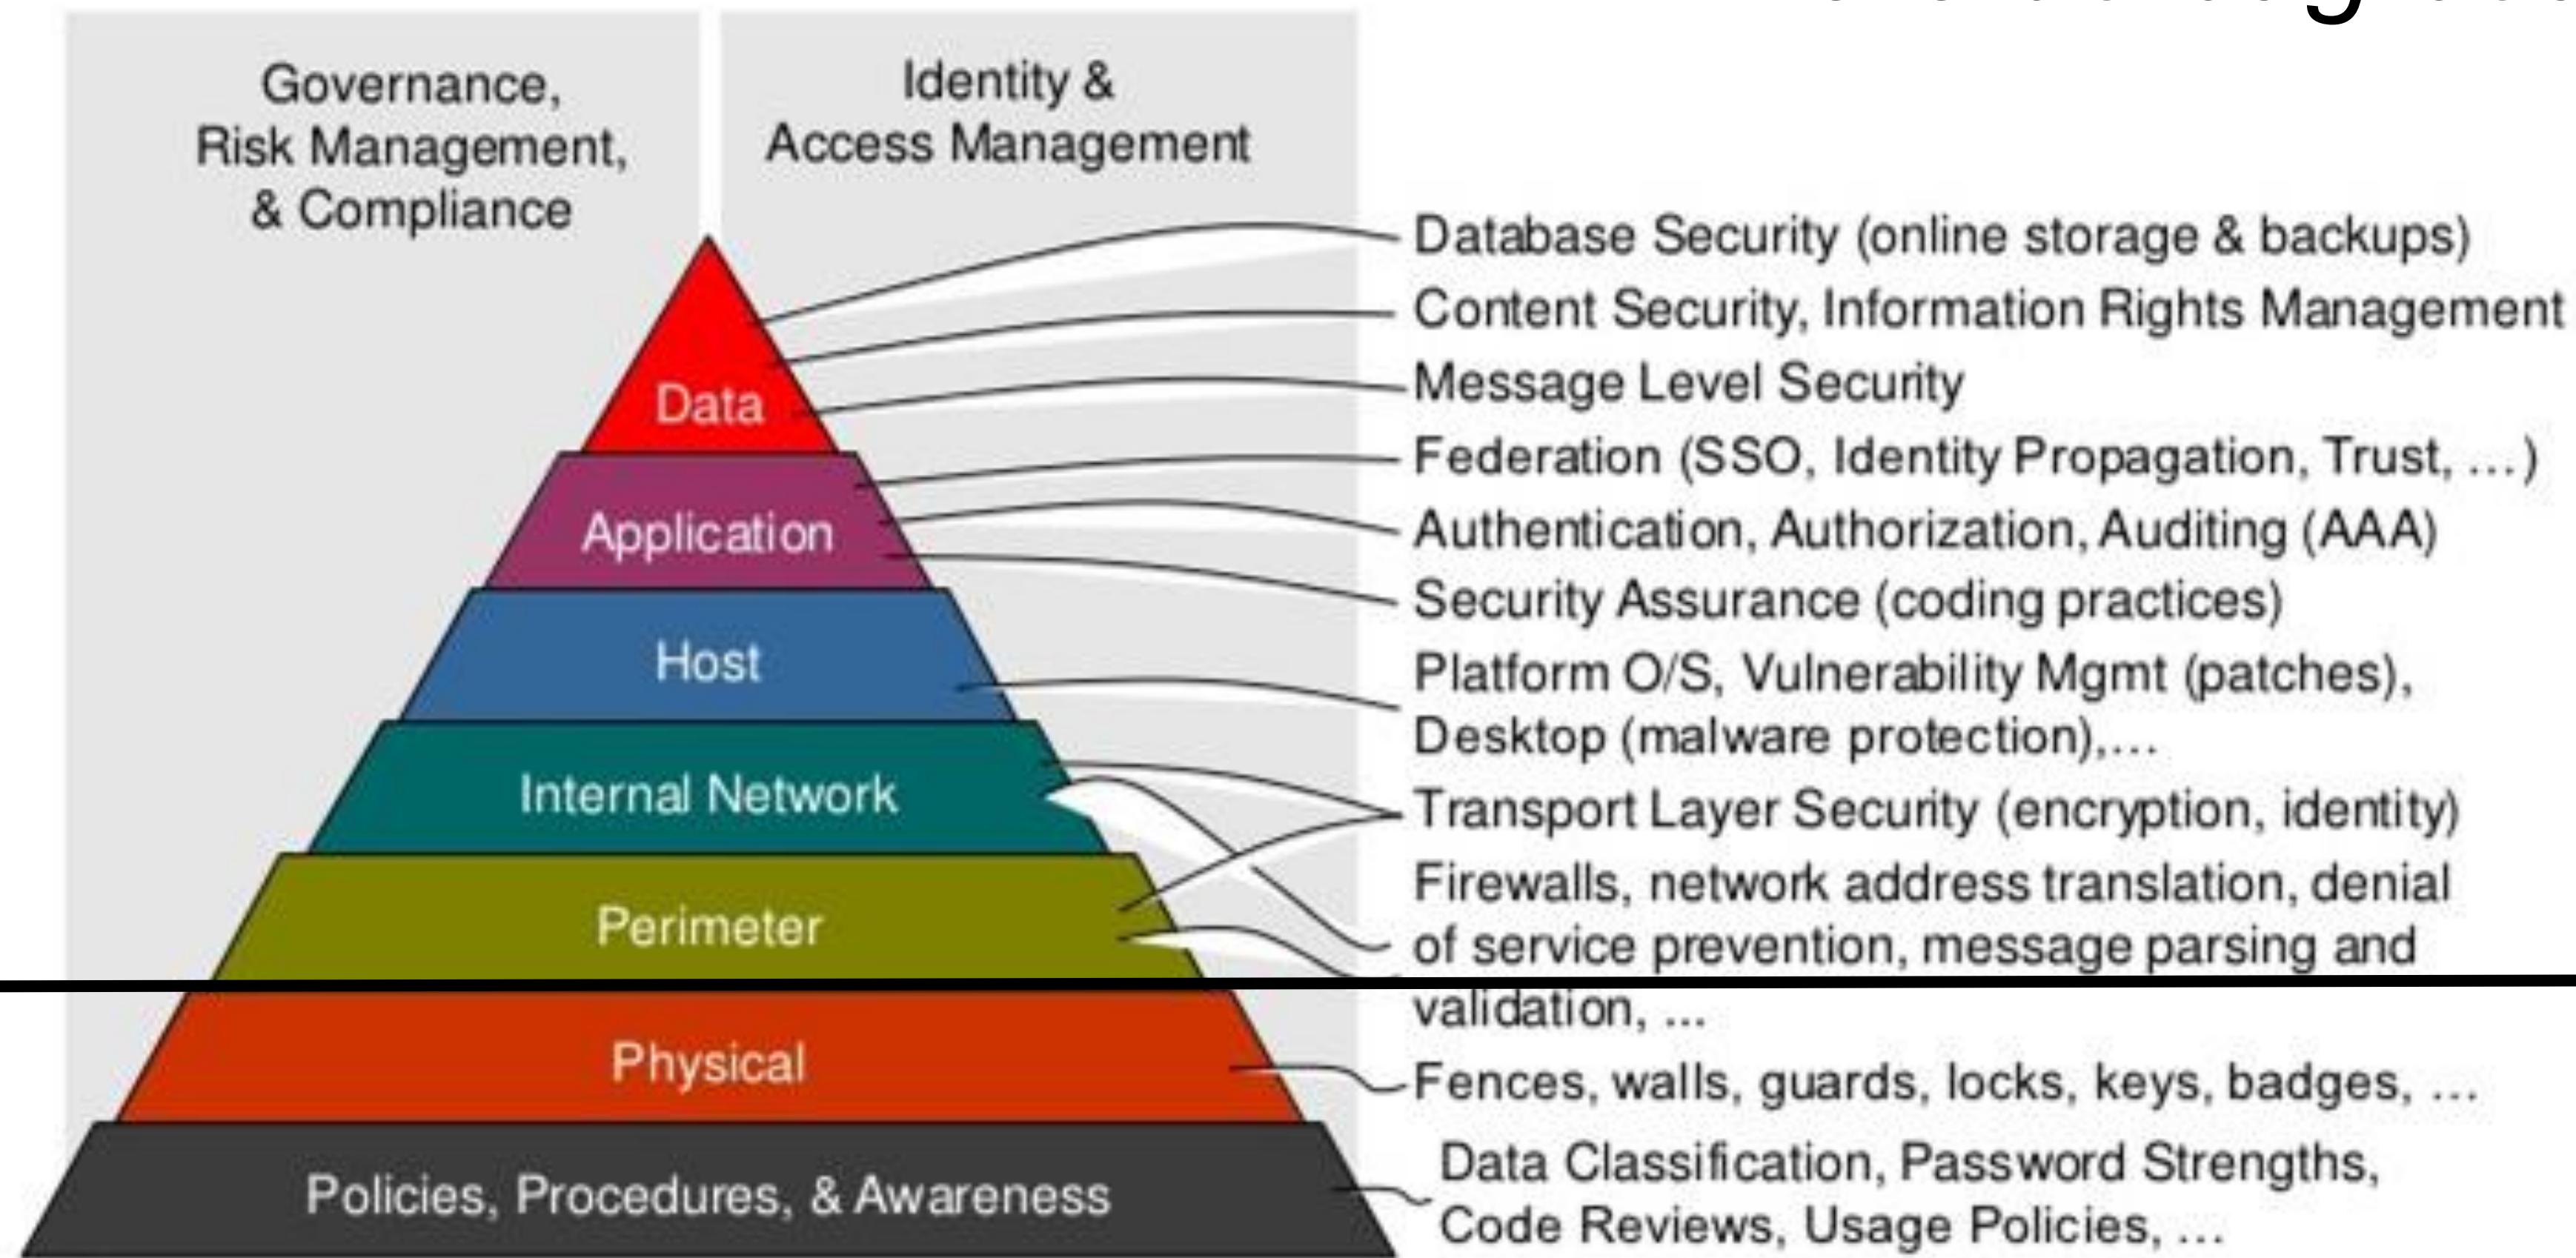 Governance,
Risk Management,
& Compliance
Identity &
Access Management
Data
Application
Host
Internal Network
Perimeter
Physical
Policies, Procedures, & Awareness
Database Security (online storage & backups)
Content Security, Information Rights Management
Message Level Security
Federation (SSO, Identity Propagation, Trust, ...)
Authentication, Authorization, Auditing (AAA)
Security Assurance (coding practices)
Platform O/S, Vulnerability Mgmt (patches),
Desktop (malware protection),...
Transport Layer Security (encryption, identity)
Firewalls, network address translation, denial
of service prevention, message parsing and
validation, ...
Fences, walls, guards, locks, keys, badges, ...
Data Classification, Password Strengths,
Code Reviews, Usage Policies, ...